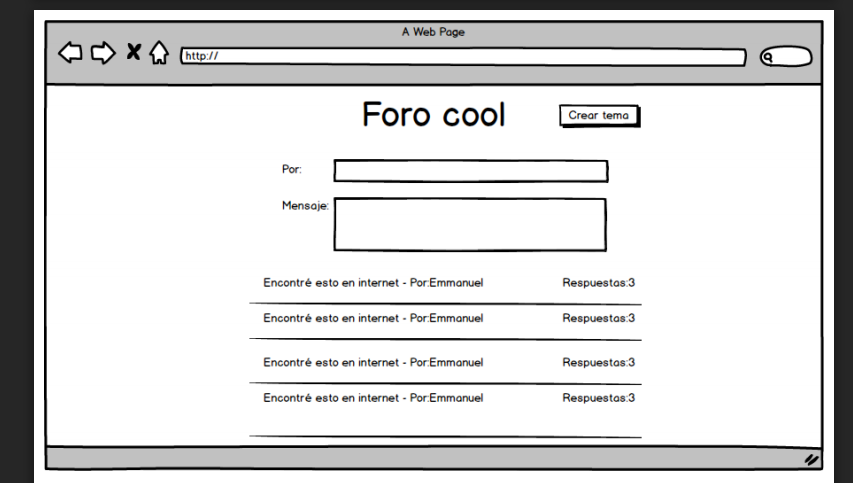 A Web Page
http://
Foro cool
Crear tema
Por:
Mensaje:
Encontré esto en internet - Por:Emmanuel Respuestas:3
Encontré esto en internet - Por:Emmanuel Respuestas:3
Encontré esto en internet - Por:Emmanuel Respuestas:3
Encontré esto en internet - Por:Emmanuel Respuestas:3